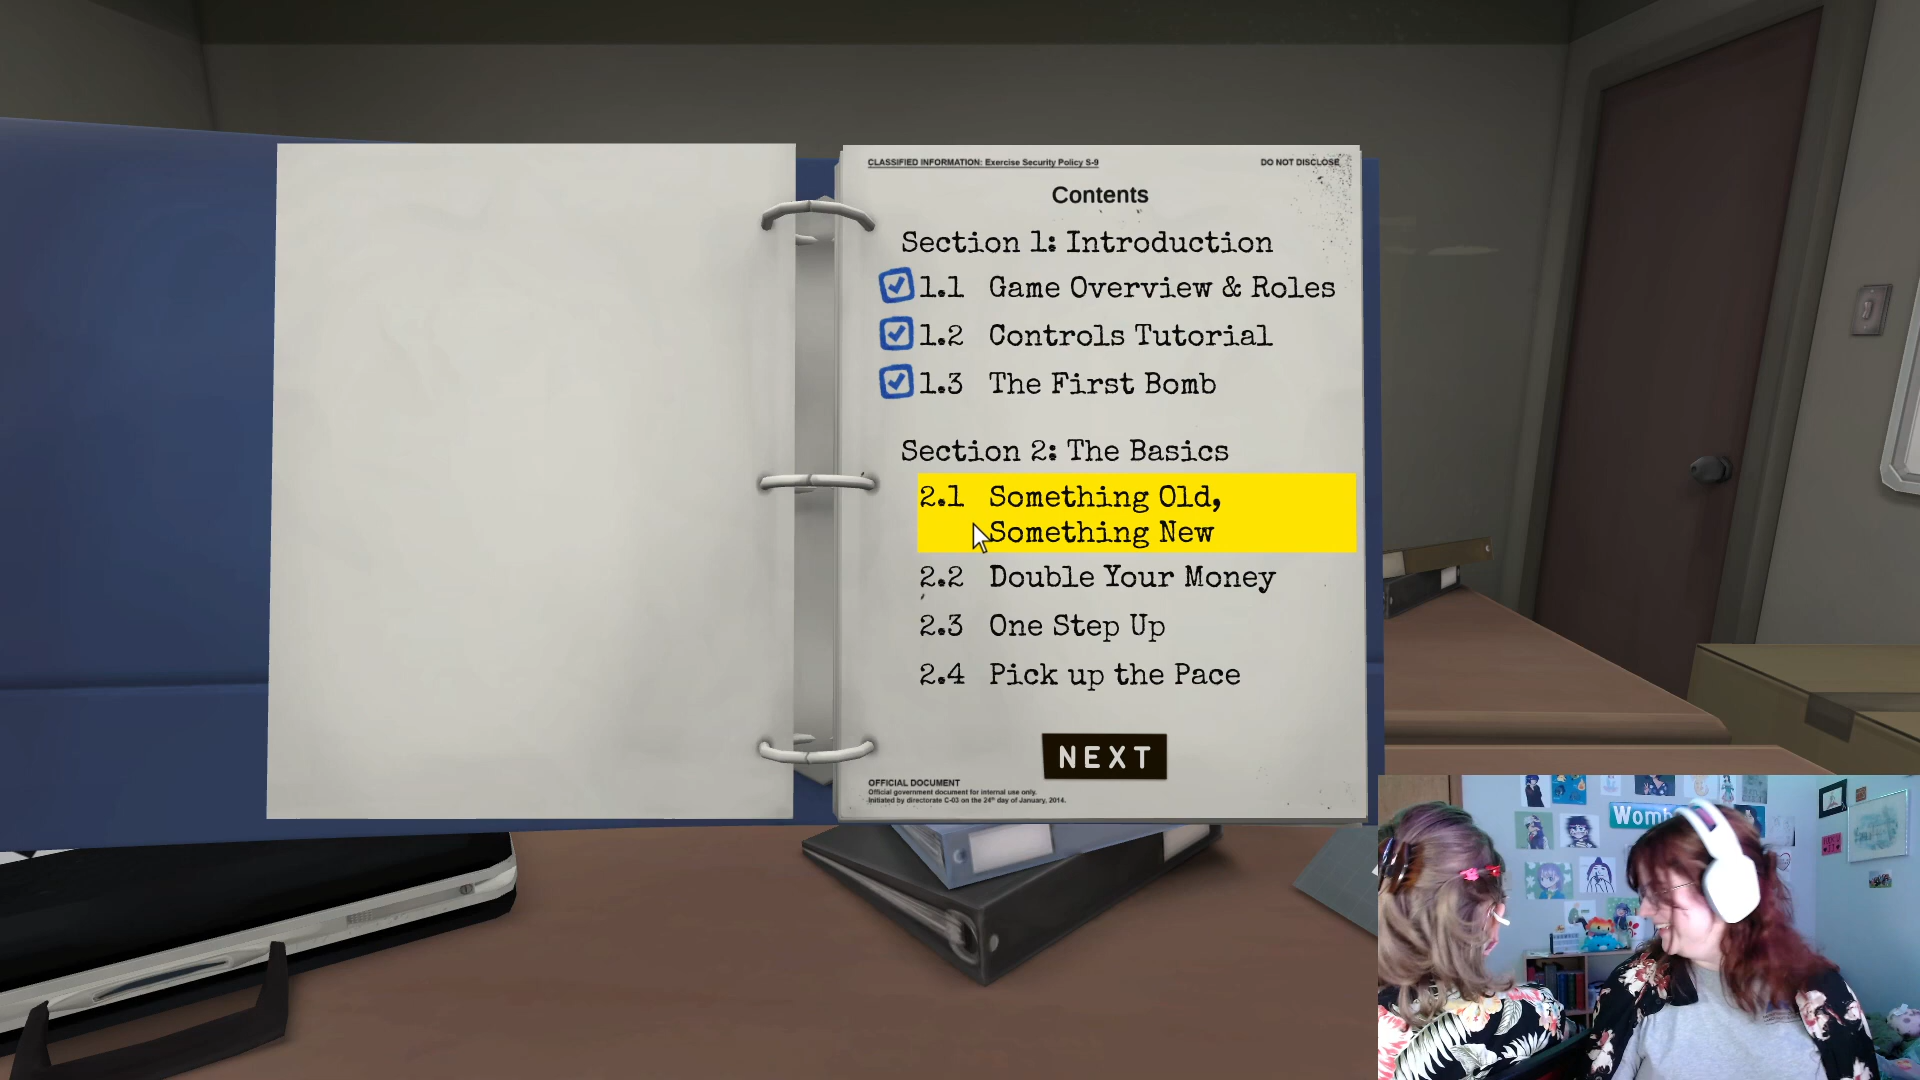 CLASSIFIED INFORMATION: Exercise Security Policy S-9
DO NOT DISCLOSE
Contents
Section 1: Introduction
1.1 Game Overview & Roles
1.2 Controls Tutorial
1.3 The First Bomb
Section 2: The Basics
2.1 Something Old,
Something New
2.2 Double Your Money
2.3 One Step Up
2.4 Pick up the Pace
NEXT
OFFICIAL DOCUMENT
Official government document for internal use only.
Initiated by directorate C-03 on the 24th day of January, 2014.